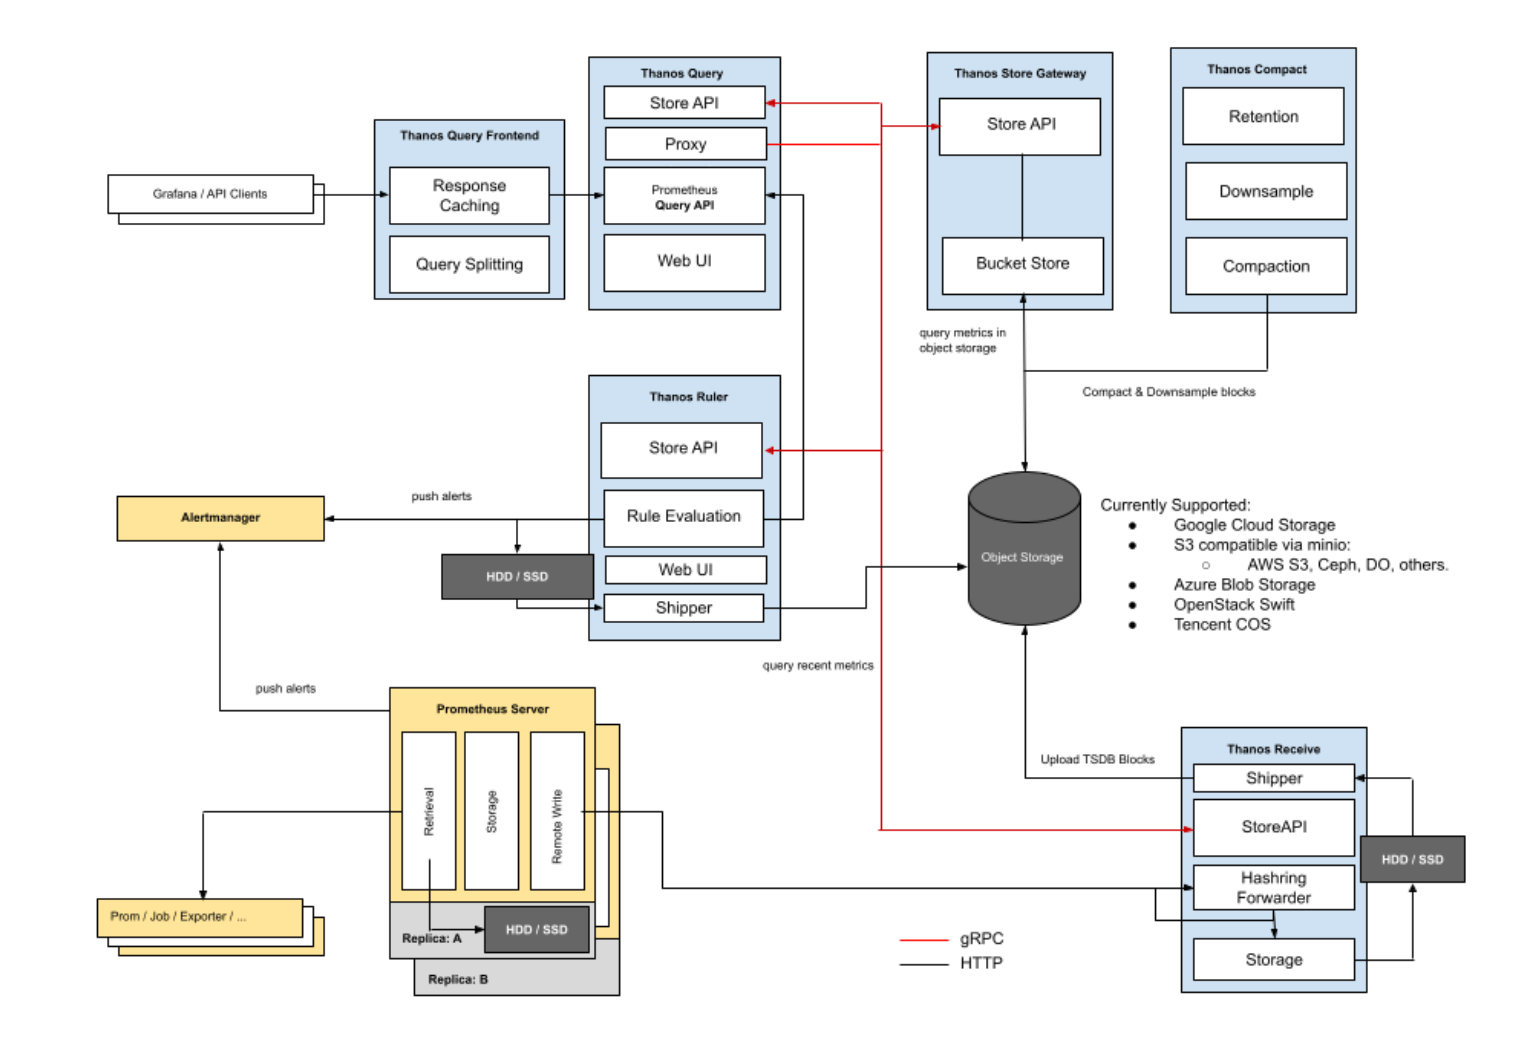 Thanos Query Frontend
Response
Caching
Query Splitting
Grafana / API Clients
Thanos Query
Store API
Proxy
Prometheus
Query API
Web UI
Thanos Store Gateway
Store API
Bucket Store
Thanos Compact
Retention
Downsample
Compaction
query metrics in
object storage
Compact & Downsample blocks
Thanos Ruler
Store API
Rule Evaluation
Web UI
Shipper
push alerts
Alertmanager
HDD / SSD
Object Storage
Currently Supported:
● Google Cloud Storage
● S3 compatible via minio:
○ AWS S3, Ceph, DO, others.
● Azure Blob Storage
● OpenStack Swift
● Tencent COS
query recent metrics
push alerts
Prometheus Server
Retrieval
Storage
Remote Write
Replica: A
HDD / SSD
Replica: B
Prom / Job / Exporter / ...
Upload TSDB Blocks
Thanos Receive
Shipper
StoreAPI
Hashring
Forwarder
Storage
HDD / SSD
gRPC
HTTP